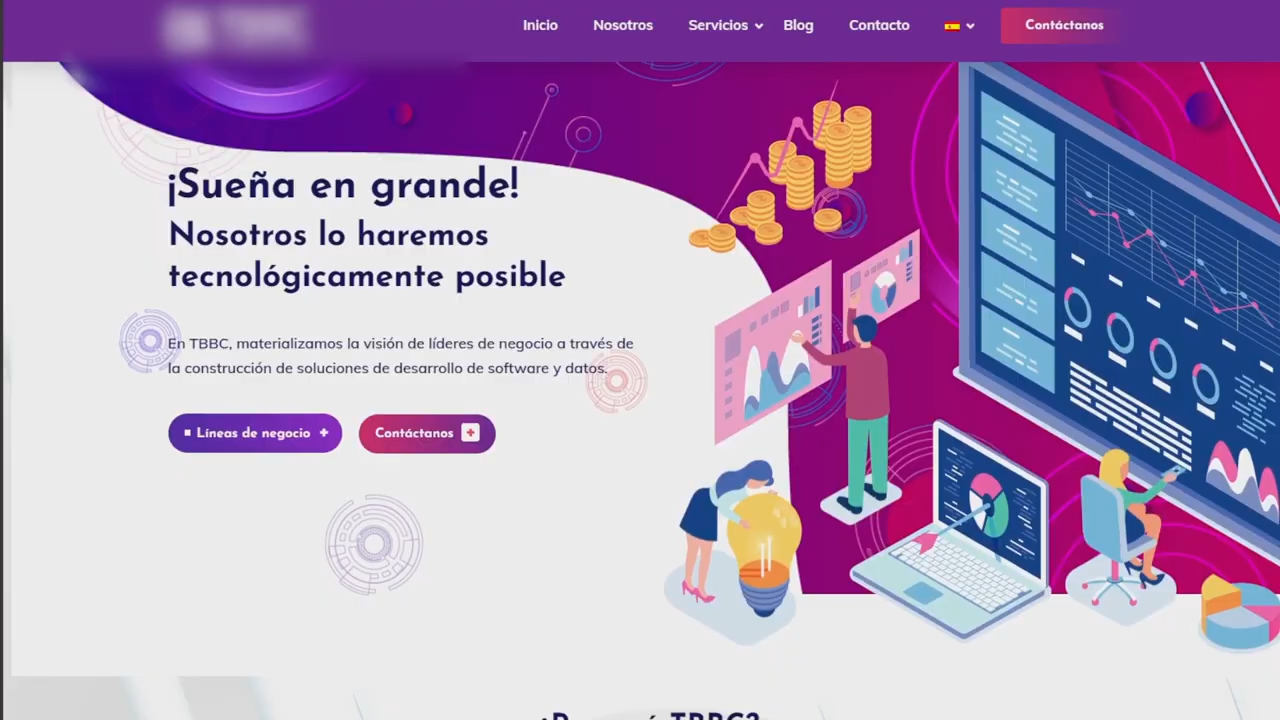 TBBC
Inicio
Nosotros
Servicios
Blog
Contacto
Contáctanos
¡Sueña en grande!
Nosotros lo haremos
tecnológicamente posible
En TBBC, materializamos la visión de líderes de negocio a través de
la construcción de soluciones de desarrollo de software y datos.
Líneas de negocio
Contáctanos
TBBC?